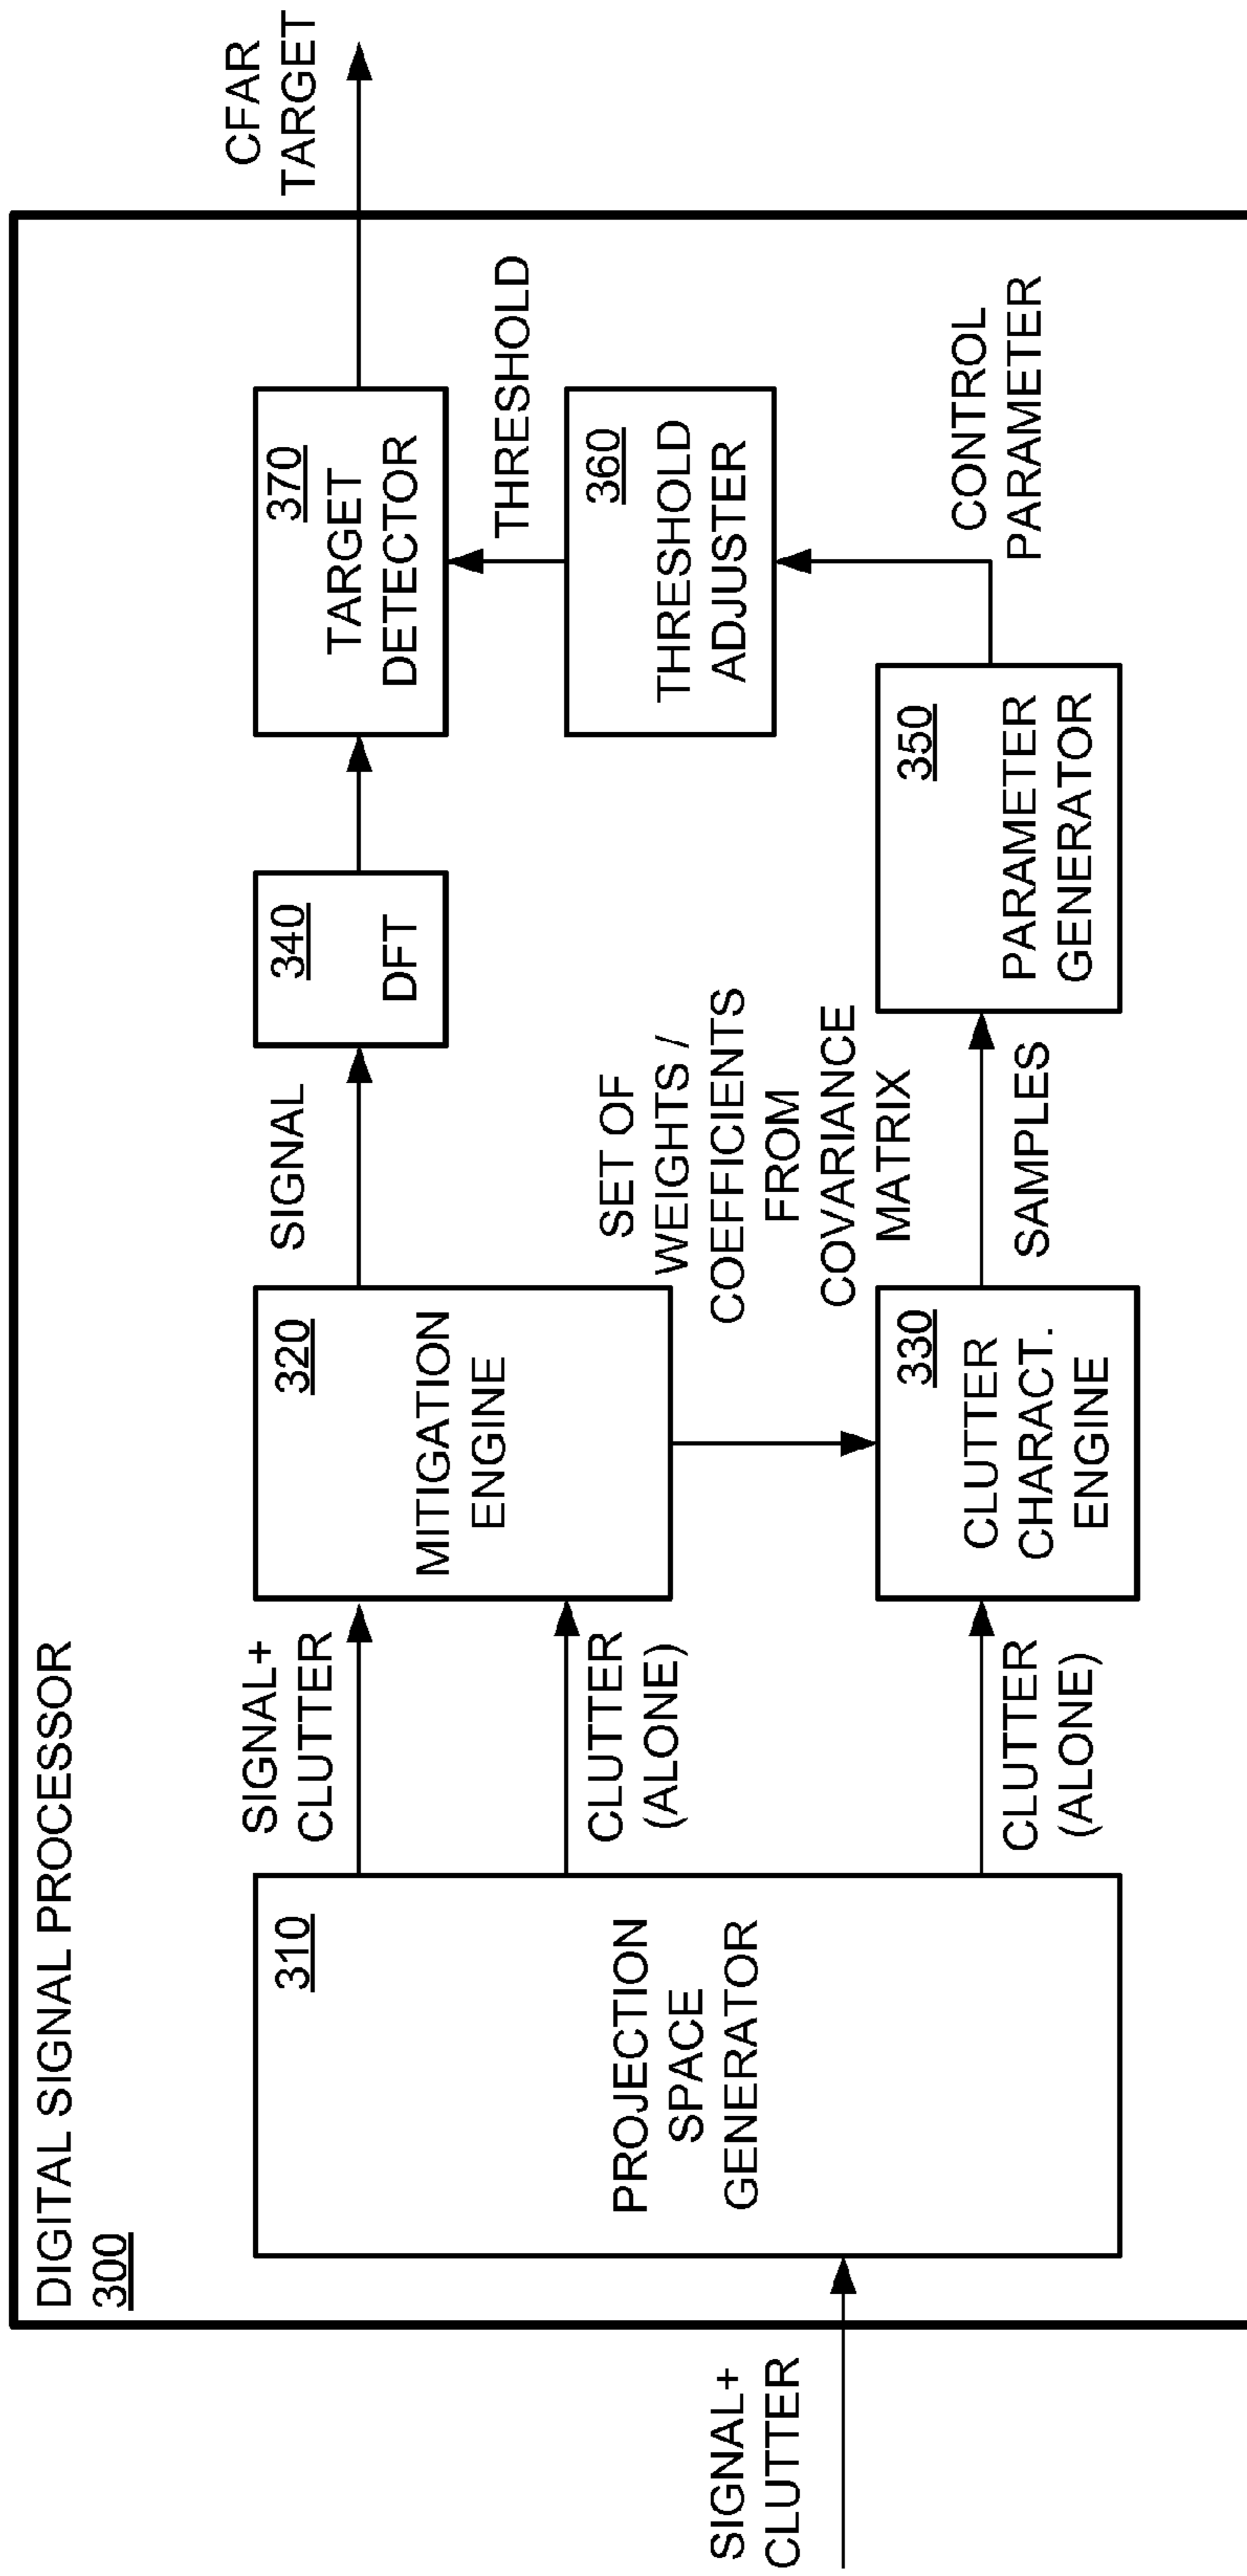 DIGITAL SIGNAL PROCESSOR
300
SIGNAL+
CLUTTER
310
PROJECTION
SPACE
GENERATOR
SIGNAL+
CLUTTER
CLUTTER
(ALONE)
CLUTTER
(ALONE)
320
MITIGATION
ENGINE
330
CLUTTER
CHARACT.
ENGINE
SIGNAL
SET OF
WEIGHTS /
COEFFICIENTS
FROM
COVARIANCE
MATRIX
SAMPLES
340
DFT
350
PARAMETER
GENERATOR
370
TARGET
DETECTOR
THRESHOLD
360
THRESHOLD
ADJUSTER
CONTROL
PARAMETER
CFAR
TARGET